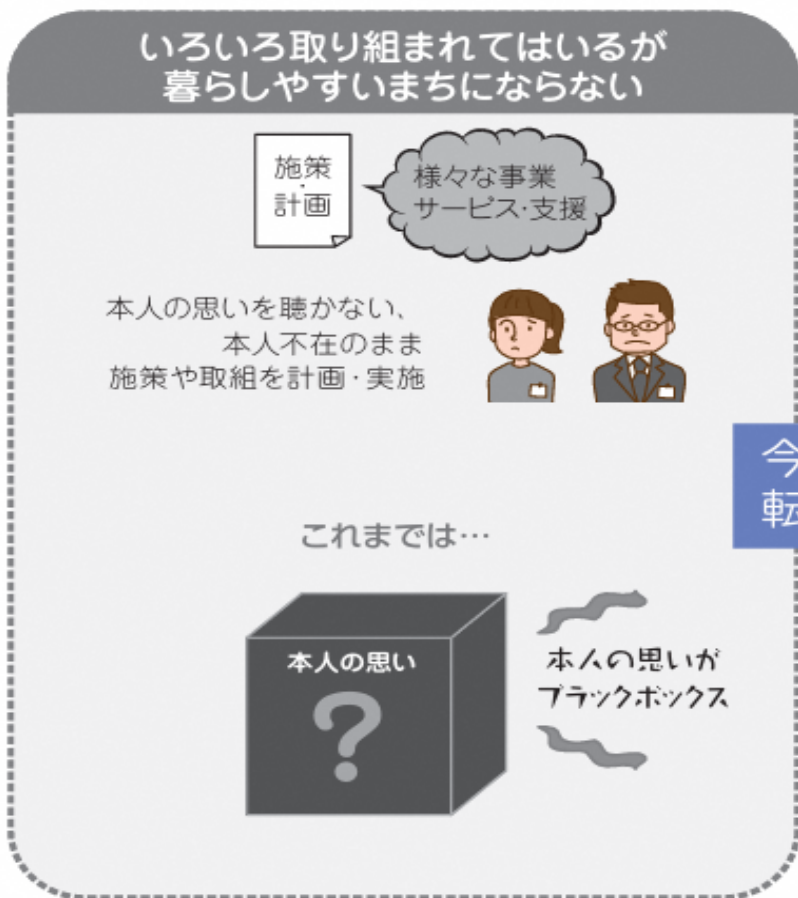 いろいろ取り組まれてはいるが
暮らしやすいまちにならない
施策
・
計画
様々な事業
サービス・支援
本人の思いを聴かない、
本人不在のまま
施策や取組を計画・実施
今
転
これまでは…
本人の思い
?
本人の思いが
ブラックボックス